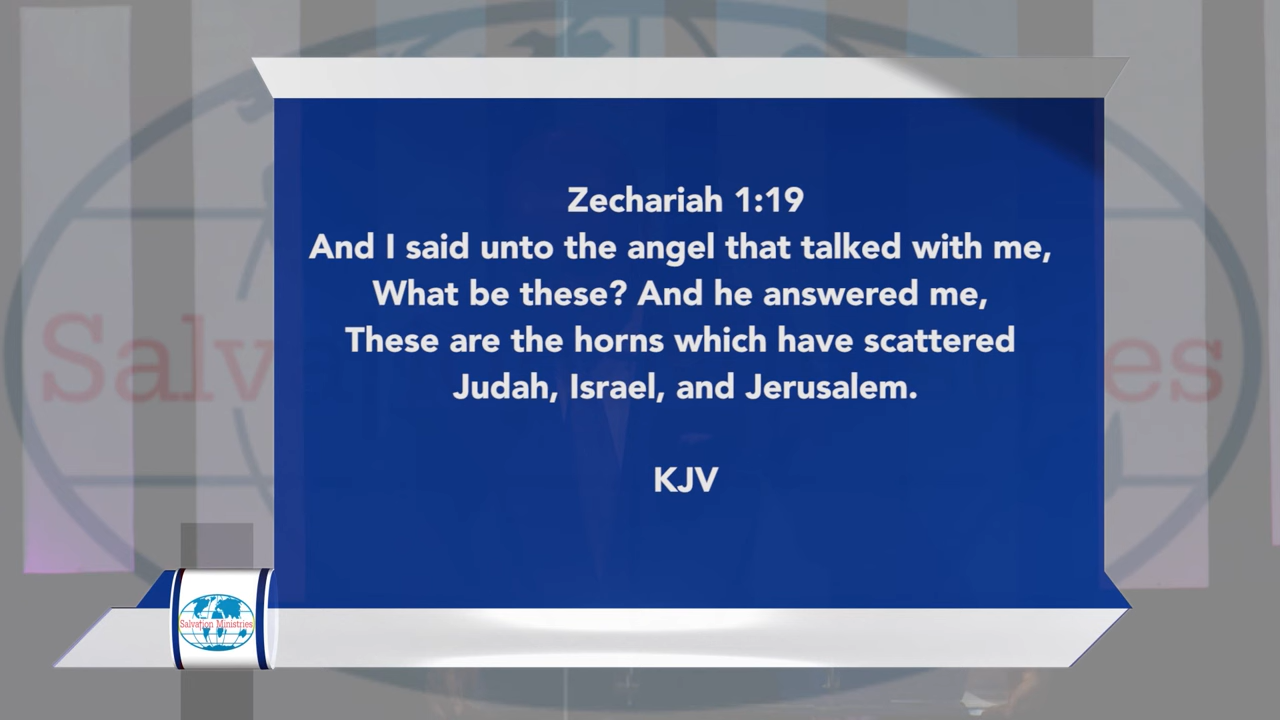 Zechariah 1:19
And I said unto the angel that talked with me,
What be these? And he answered me,
These are the horns which have scattered
Judah, Israel, and Jerusalem.
KJV
Salvation Ministries